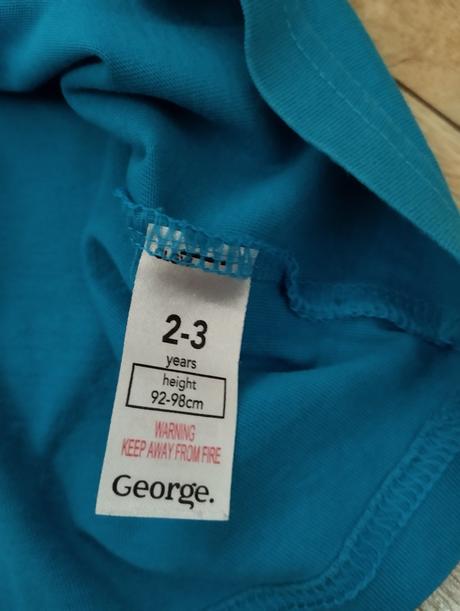 2-3
years
height
92-98cm
WARNING
KEEP AWAY FROM FIRE
George.